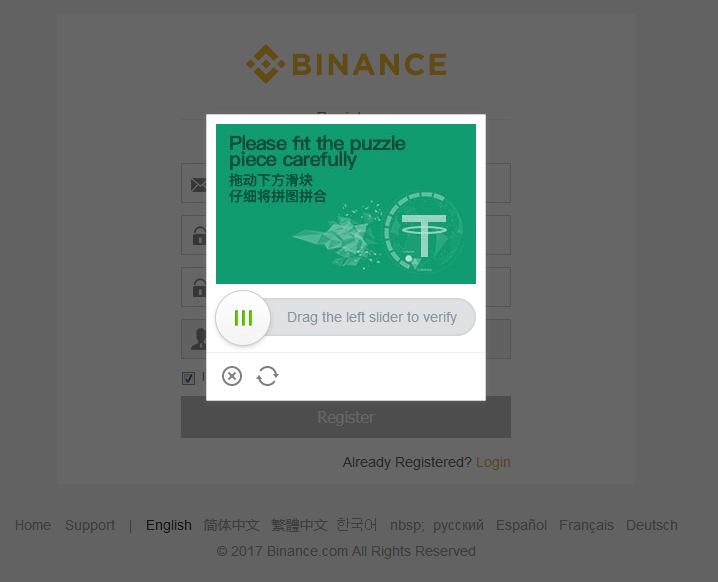 BINANCE
Please fit the puzzle
piece carefully
拖动下方滑块
仔细将拼图拼合
Drag the left slider to verify
Register
Already Registered? Login
Home Support | English 简体中文 繁體中文 한국어 nbsp; русский Español Français Deutsch
© 2017 Binance.com All Rights Reserved